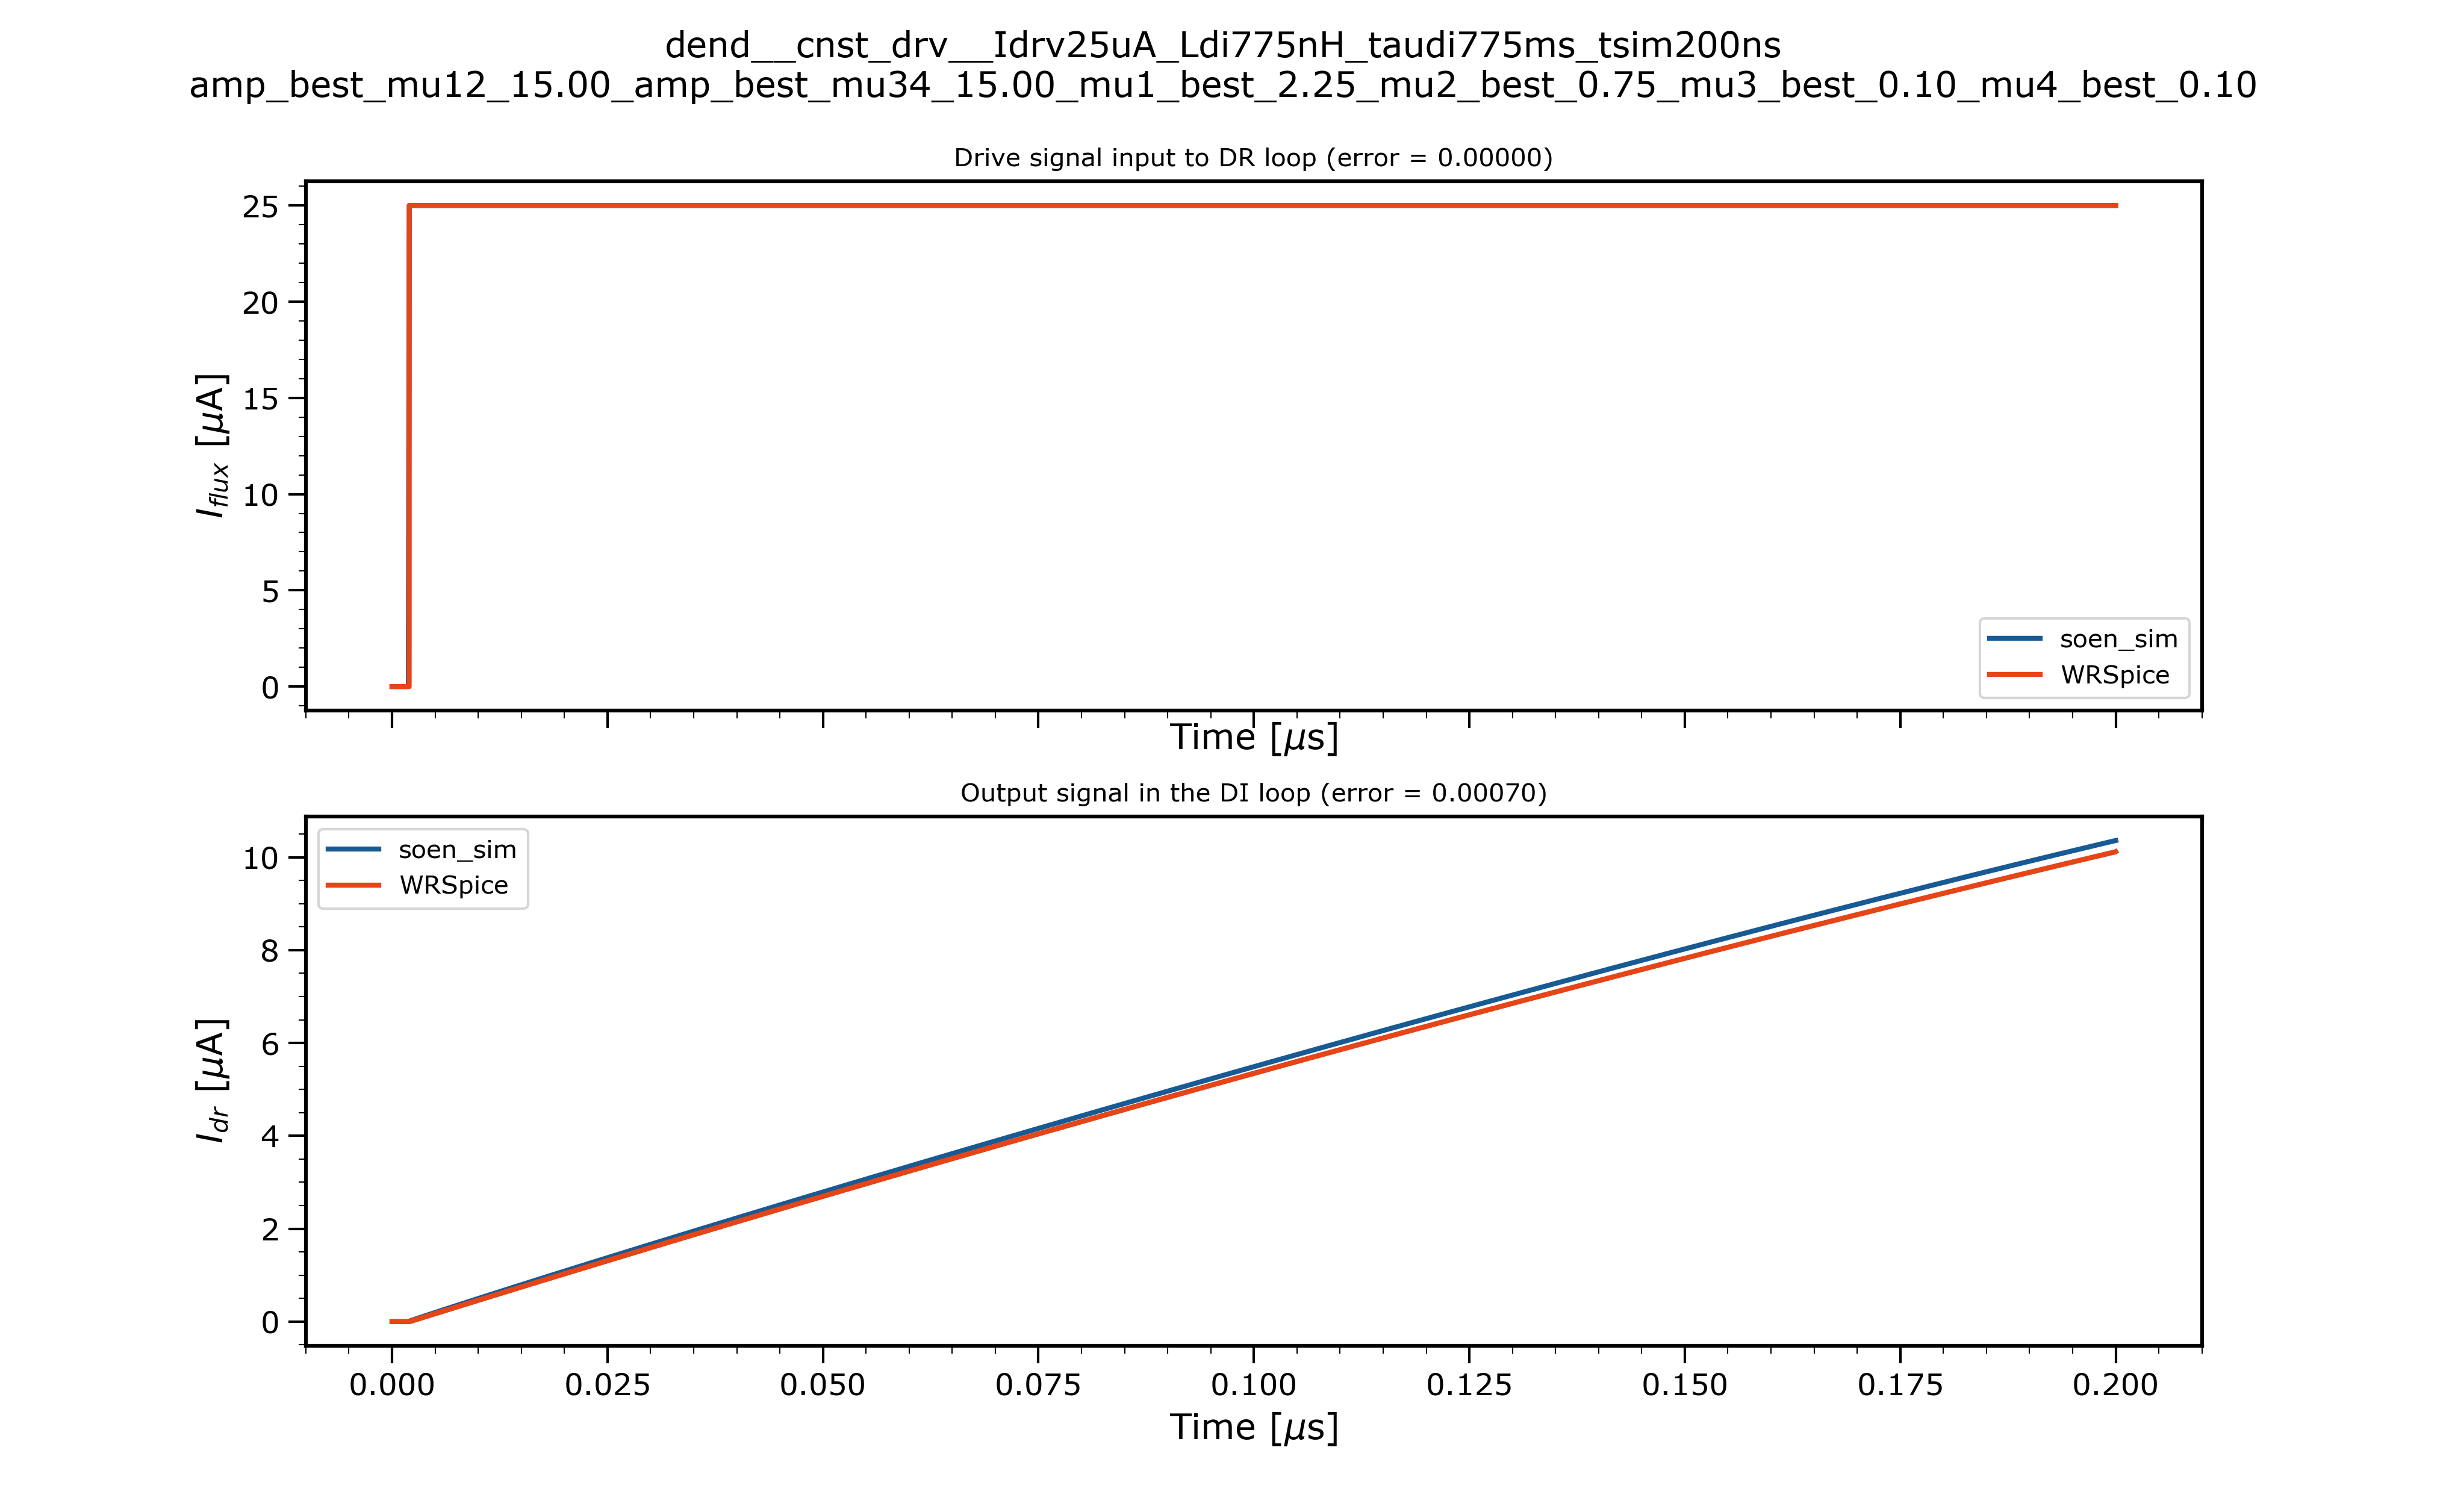 dend__cnst_drv__Idrv25uA_Ldi775nH_taudi775ms_tsim200ns
amp_best_mu12_15.00_amp_best_mu34_15.00_mu1_best_2.25_mu2_best_0.75_mu3_best_0.10_mu4_best_0.10
Drive signal input to DR loop (error = 0.00000)
25
20
15
10
5
0
I_flux [μA]
soen_sim
WRSpice
Time [μs]
Output signal in the DI loop (error = 0.00070)
soen_sim
WRSpice
10
8
6
4
2
0
I_dr [μA]
0.000 0.025 0.050 0.075 0.100 0.125 0.150 0.175 0.200
Time [μs]